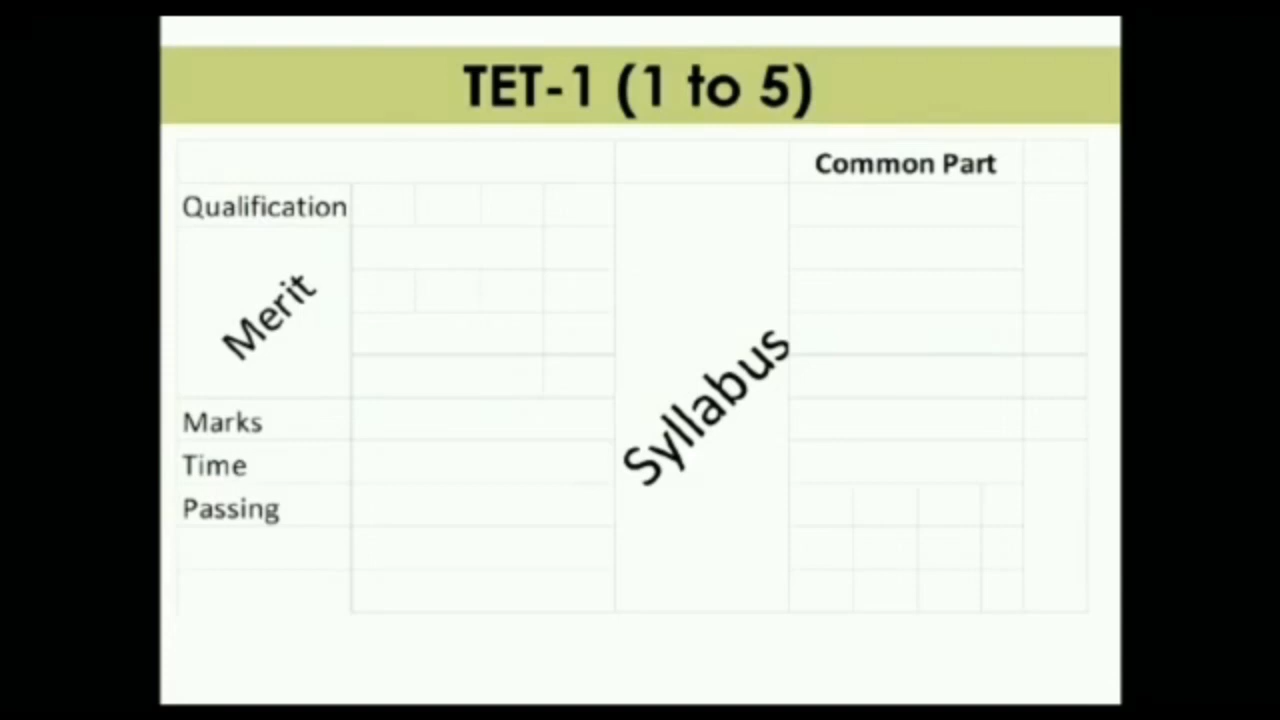 TET-1 (1 to 5)
Common Part
Qualification
Merit
Syllabus
Marks
Time
Passing